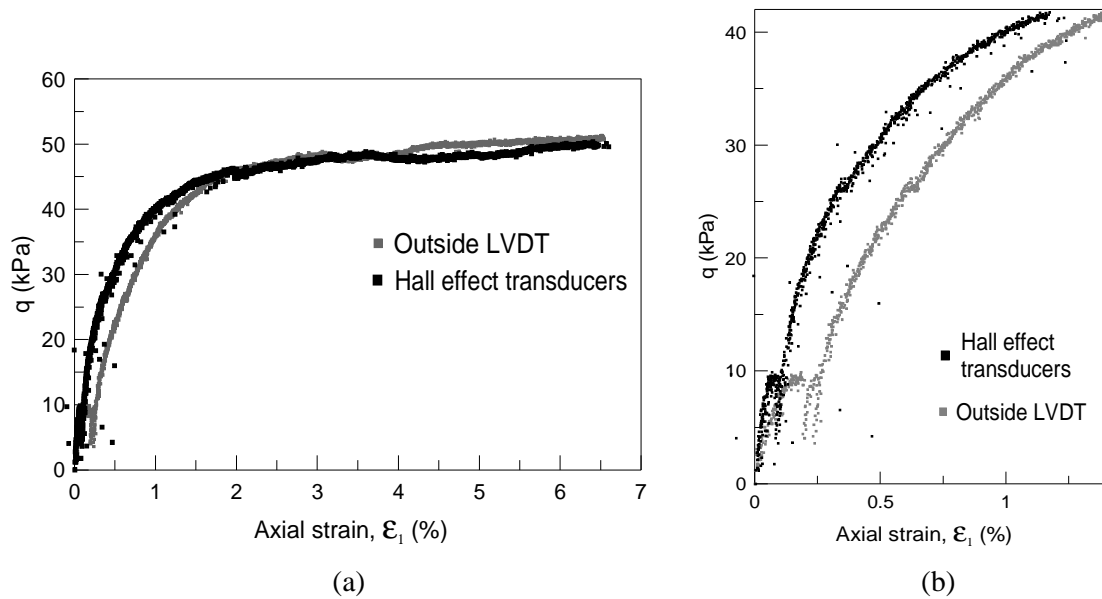 60
50
40
30
20
10
0
q (kPa)
Outside LVDT
Hall effect transducers
0 1 2 3 4 5 6 7
Axial strain, ε1 (%)
(a)
40
30
20
10
0
q (kPa)
Hall effect
transducers
Outside LVDT
0 0.5 1
Axial strain, ε1 (%)
(b)